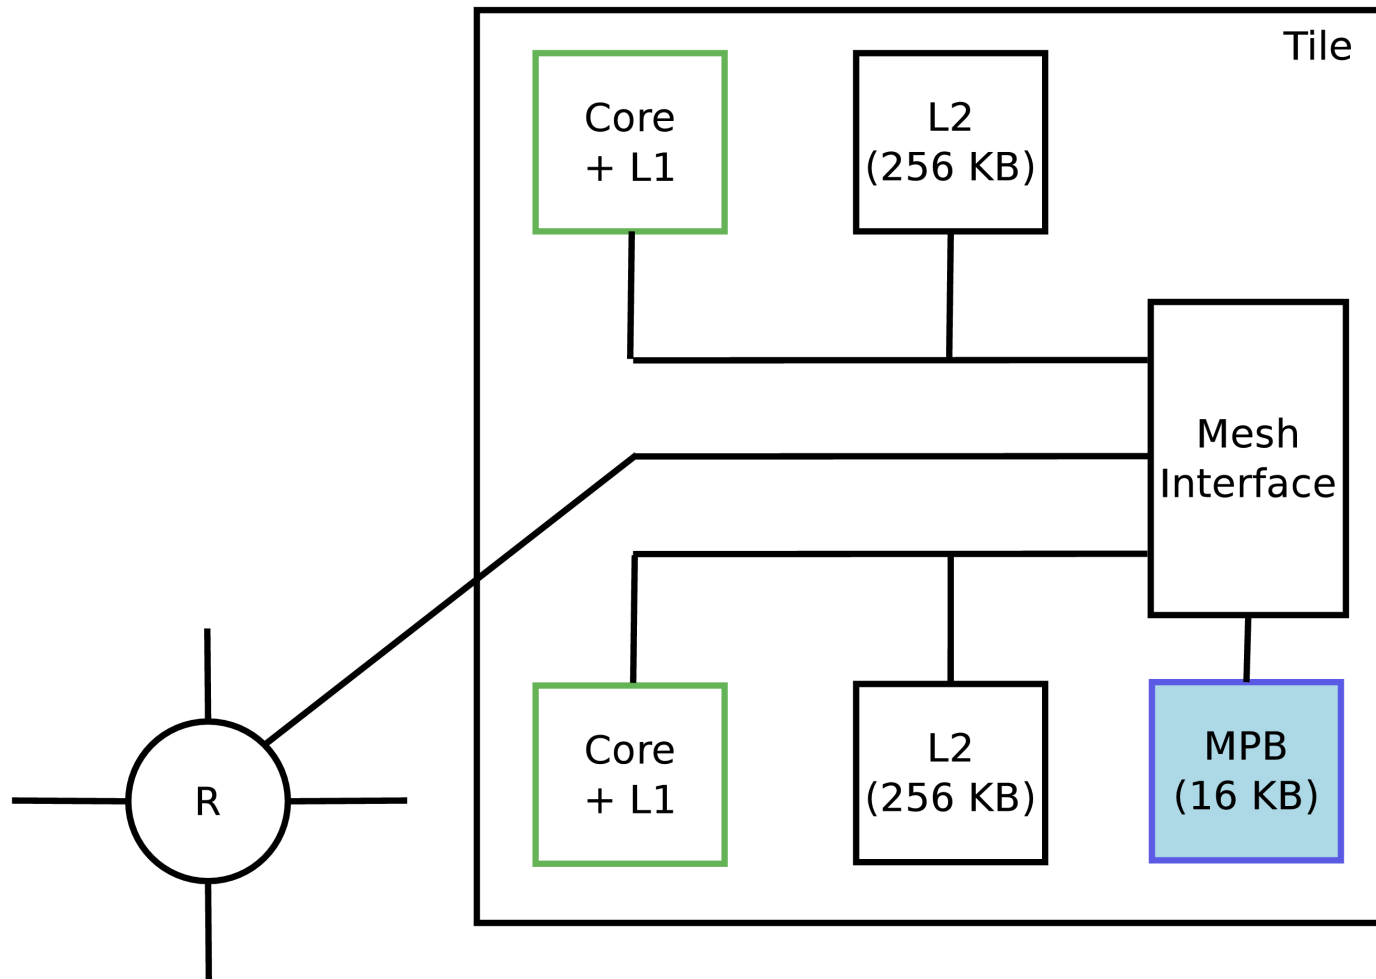 Tile
Core
+ L1
L2
(256 KB)
Mesh
Interface
Core
+ L1
L2
(256 KB)
MPB
(16 KB)
R